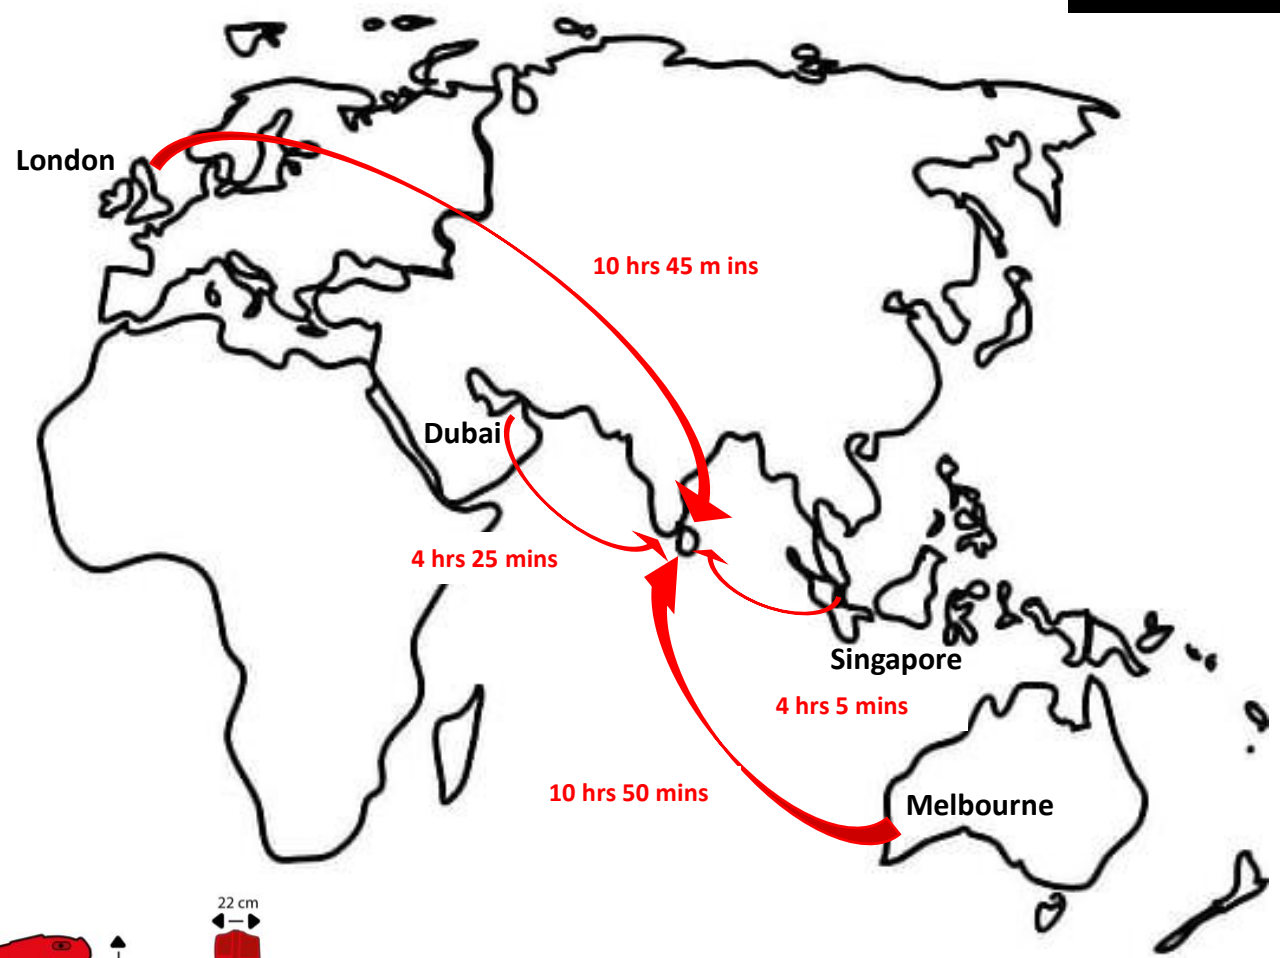 London
10 hrs 45 m ins
Dubai
4 hrs 25 mins
Singapore
4 hrs 5 mins
10 hrs 50 mins
Melbourne
22 cm